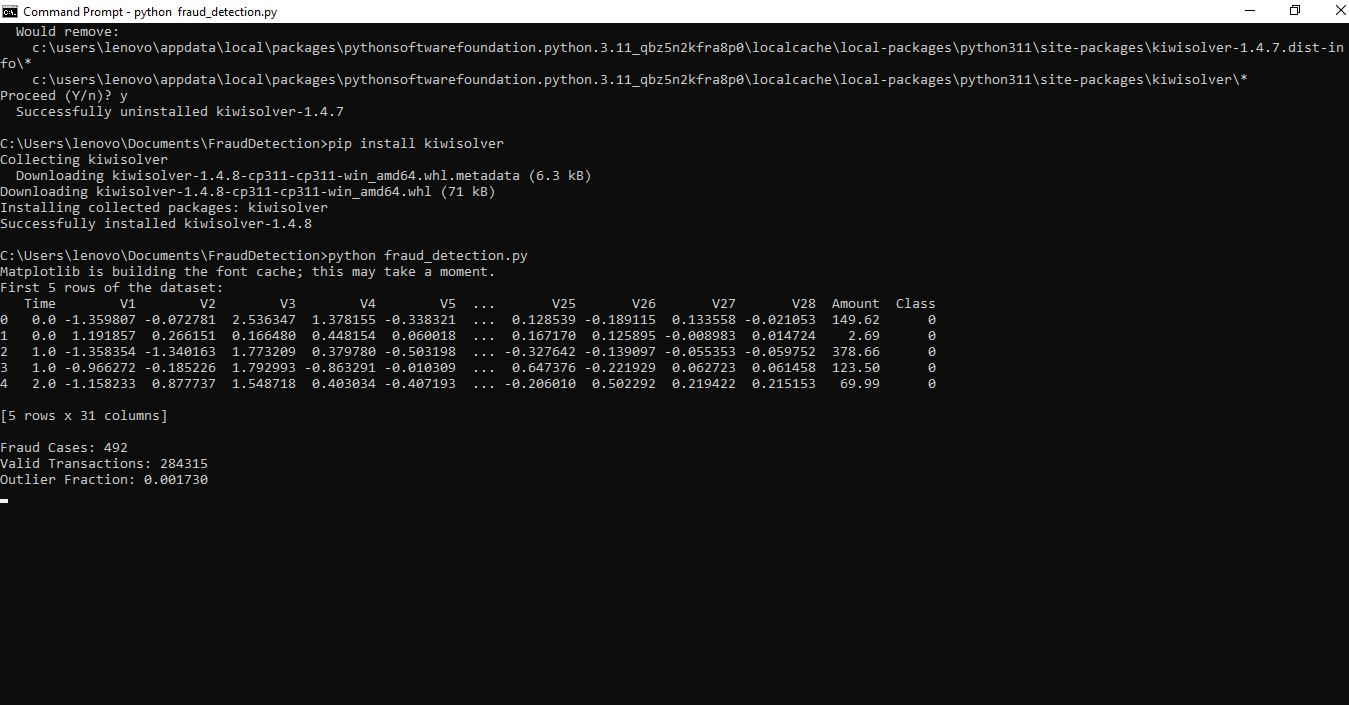 Command Prompt - python  fraud_detection.py
  Would remove:
    c:\users\lenovo\appdata\local\packages\pythonsoftwarefoundation.python.3.11_qbz5n2kfra8p0\localcache\local-packages\python311\site-packages\kiwisolver-1.4.7.dist-in
fo\*
    c:\users\lenovo\appdata\local\packages\pythonsoftwarefoundation.python.3.11_qbz5n2kfra8p0\localcache\local-packages\python311\site-packages\kiwisolver\*
Proceed (Y/n)? y
  Successfully uninstalled kiwisolver-1.4.7

C:\Users\lenovo\Documents\FraudDetection>pip install kiwisolver
Collecting kiwisolver
  Downloading kiwisolver-1.4.8-cp311-cp311-win_amd64.whl.metadata (6.3 kB)
Downloading kiwisolver-1.4.8-cp311-cp311-win_amd64.whl (71 kB)
Installing collected packages: kiwisolver
Successfully installed kiwisolver-1.4.8

C:\Users\lenovo\Documents\FraudDetection>python fraud_detection.py
Matplotlib is building the font cache; this may take a moment.
First 5 rows of the dataset:
   Time        V1        V2        V3        V4        V5  ...       V25       V26       V27       V28  Amount  Class
0   0.0 -1.359807 -0.072781  2.536347  1.378155 -0.338321  ...  0.128539 -0.189115  0.133558 -0.021053  149.62      0
1   0.0  1.191857  0.266151  0.166480  0.448154  0.060018  ...  0.167170  0.125895 -0.008983  0.014724    2.69      0
2   1.0 -1.358354 -1.340163  1.773209  0.379780 -0.503198  ... -0.327642 -0.139097 -0.055353 -0.059752  378.66      0
3   1.0 -0.966272 -0.185226  1.792993 -0.863291 -0.010309  ...  0.647376 -0.221929  0.062723  0.061458  123.50      0
4   2.0 -1.158233  0.877737  1.548718  0.403034 -0.407193  ... -0.206010  0.502292  0.219422  0.215153   69.99      0

[5 rows x 31 columns]

Fraud Cases: 492
Valid Transactions: 284315
Outlier Fraction: 0.001730